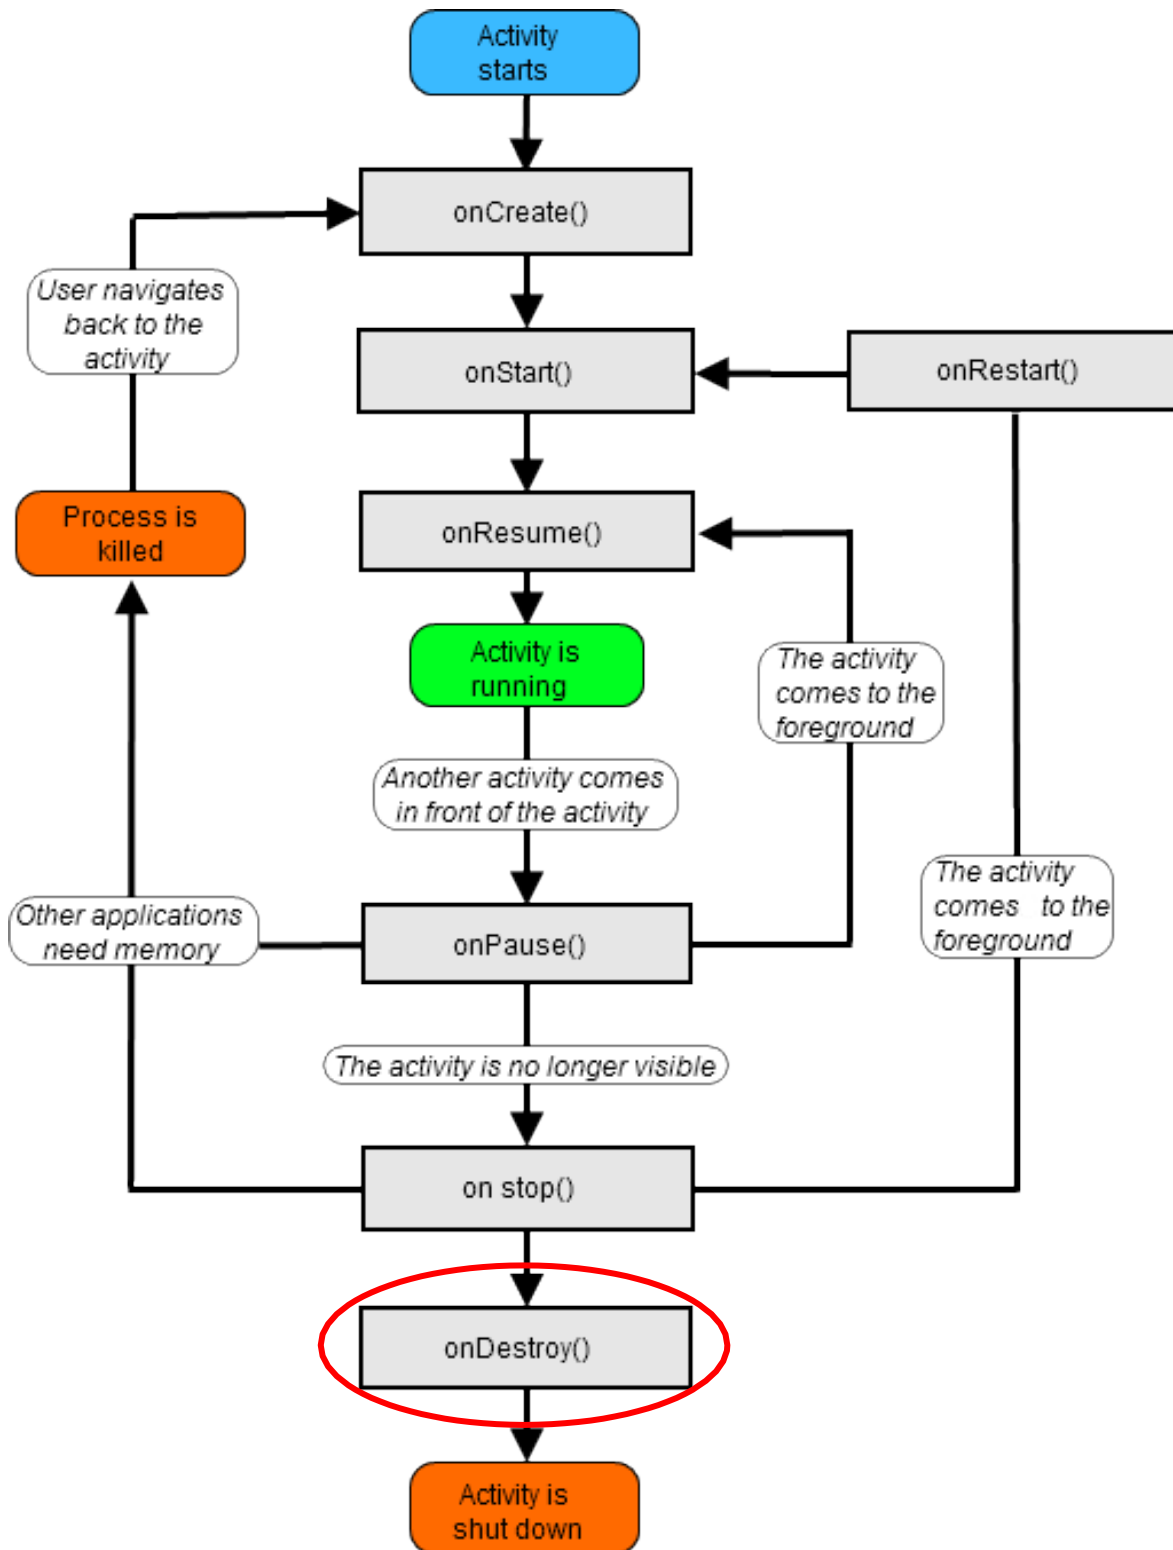 Activity
starts
onCreate()
User navigates
back to the
activity
onStart()
onRestart()
Process is
killed
onResume()
Activity is
running
The activity
comes to the
foreground
Another activity comes
in front of the activity
The activity
comes to the
foreground
Other applications
need memory
onPause()
The activity is no longer visible
on stop()
onDestroy()
Activity is
shut down